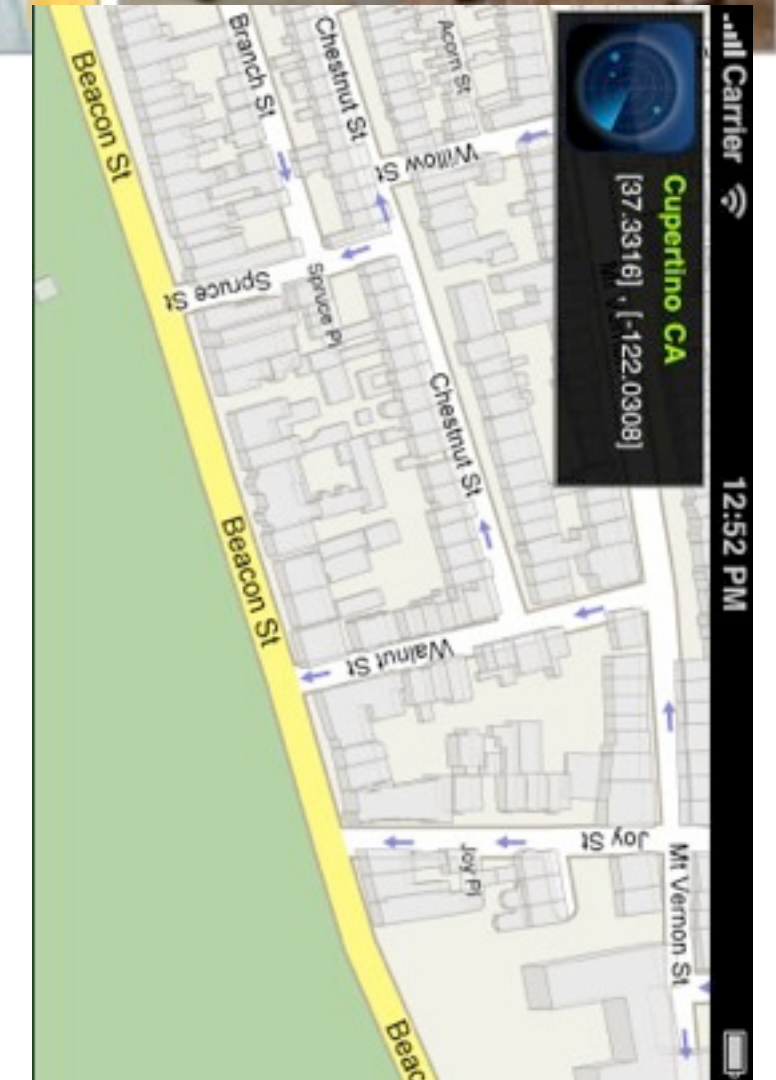 Carrier
12:52 PM
Cupertino CA
[37.3316] , [-122.0308]
Mt Vernon St
Acorn St
Willow St
Joy St
Chestnut St
Chestnut St
Joy Pl
Branch St
Spruce Pl
Walnut St
Spruce St
Beacon St
Beacon St
Beac